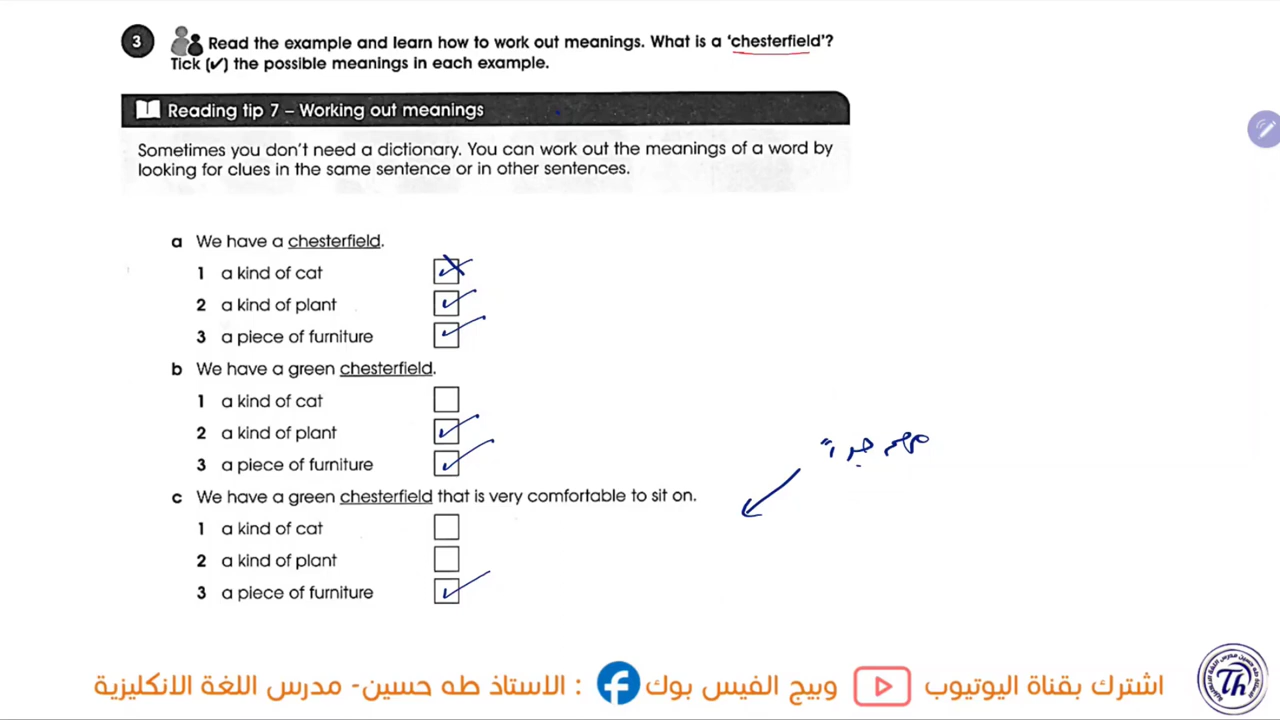 3 Read the example and learn how to work out meanings. What is a 'chesterfield'?
Tick (✔) the possible meanings in each example.
Reading tip 7 – Working out meanings
Sometimes you don't need a dictionary. You can work out the meanings of a word by
looking for clues in the same sentence or in other sentences.
a We have a chesterfield.
1 a kind of cat
2 a kind of plant
3 a piece of furniture
b We have a green chesterfield.
1 a kind of cat
2 a kind of plant
3 a piece of furniture
مهم جداً
c We have a green chesterfield that is very comfortable to sit on.
1 a kind of cat
2 a kind of plant
3 a piece of furniture
اشترك بقناة اليوتيوب وبيج الفيس بوك : الاستاذ طه حسين- مدرس اللغة الانكليزية
Th